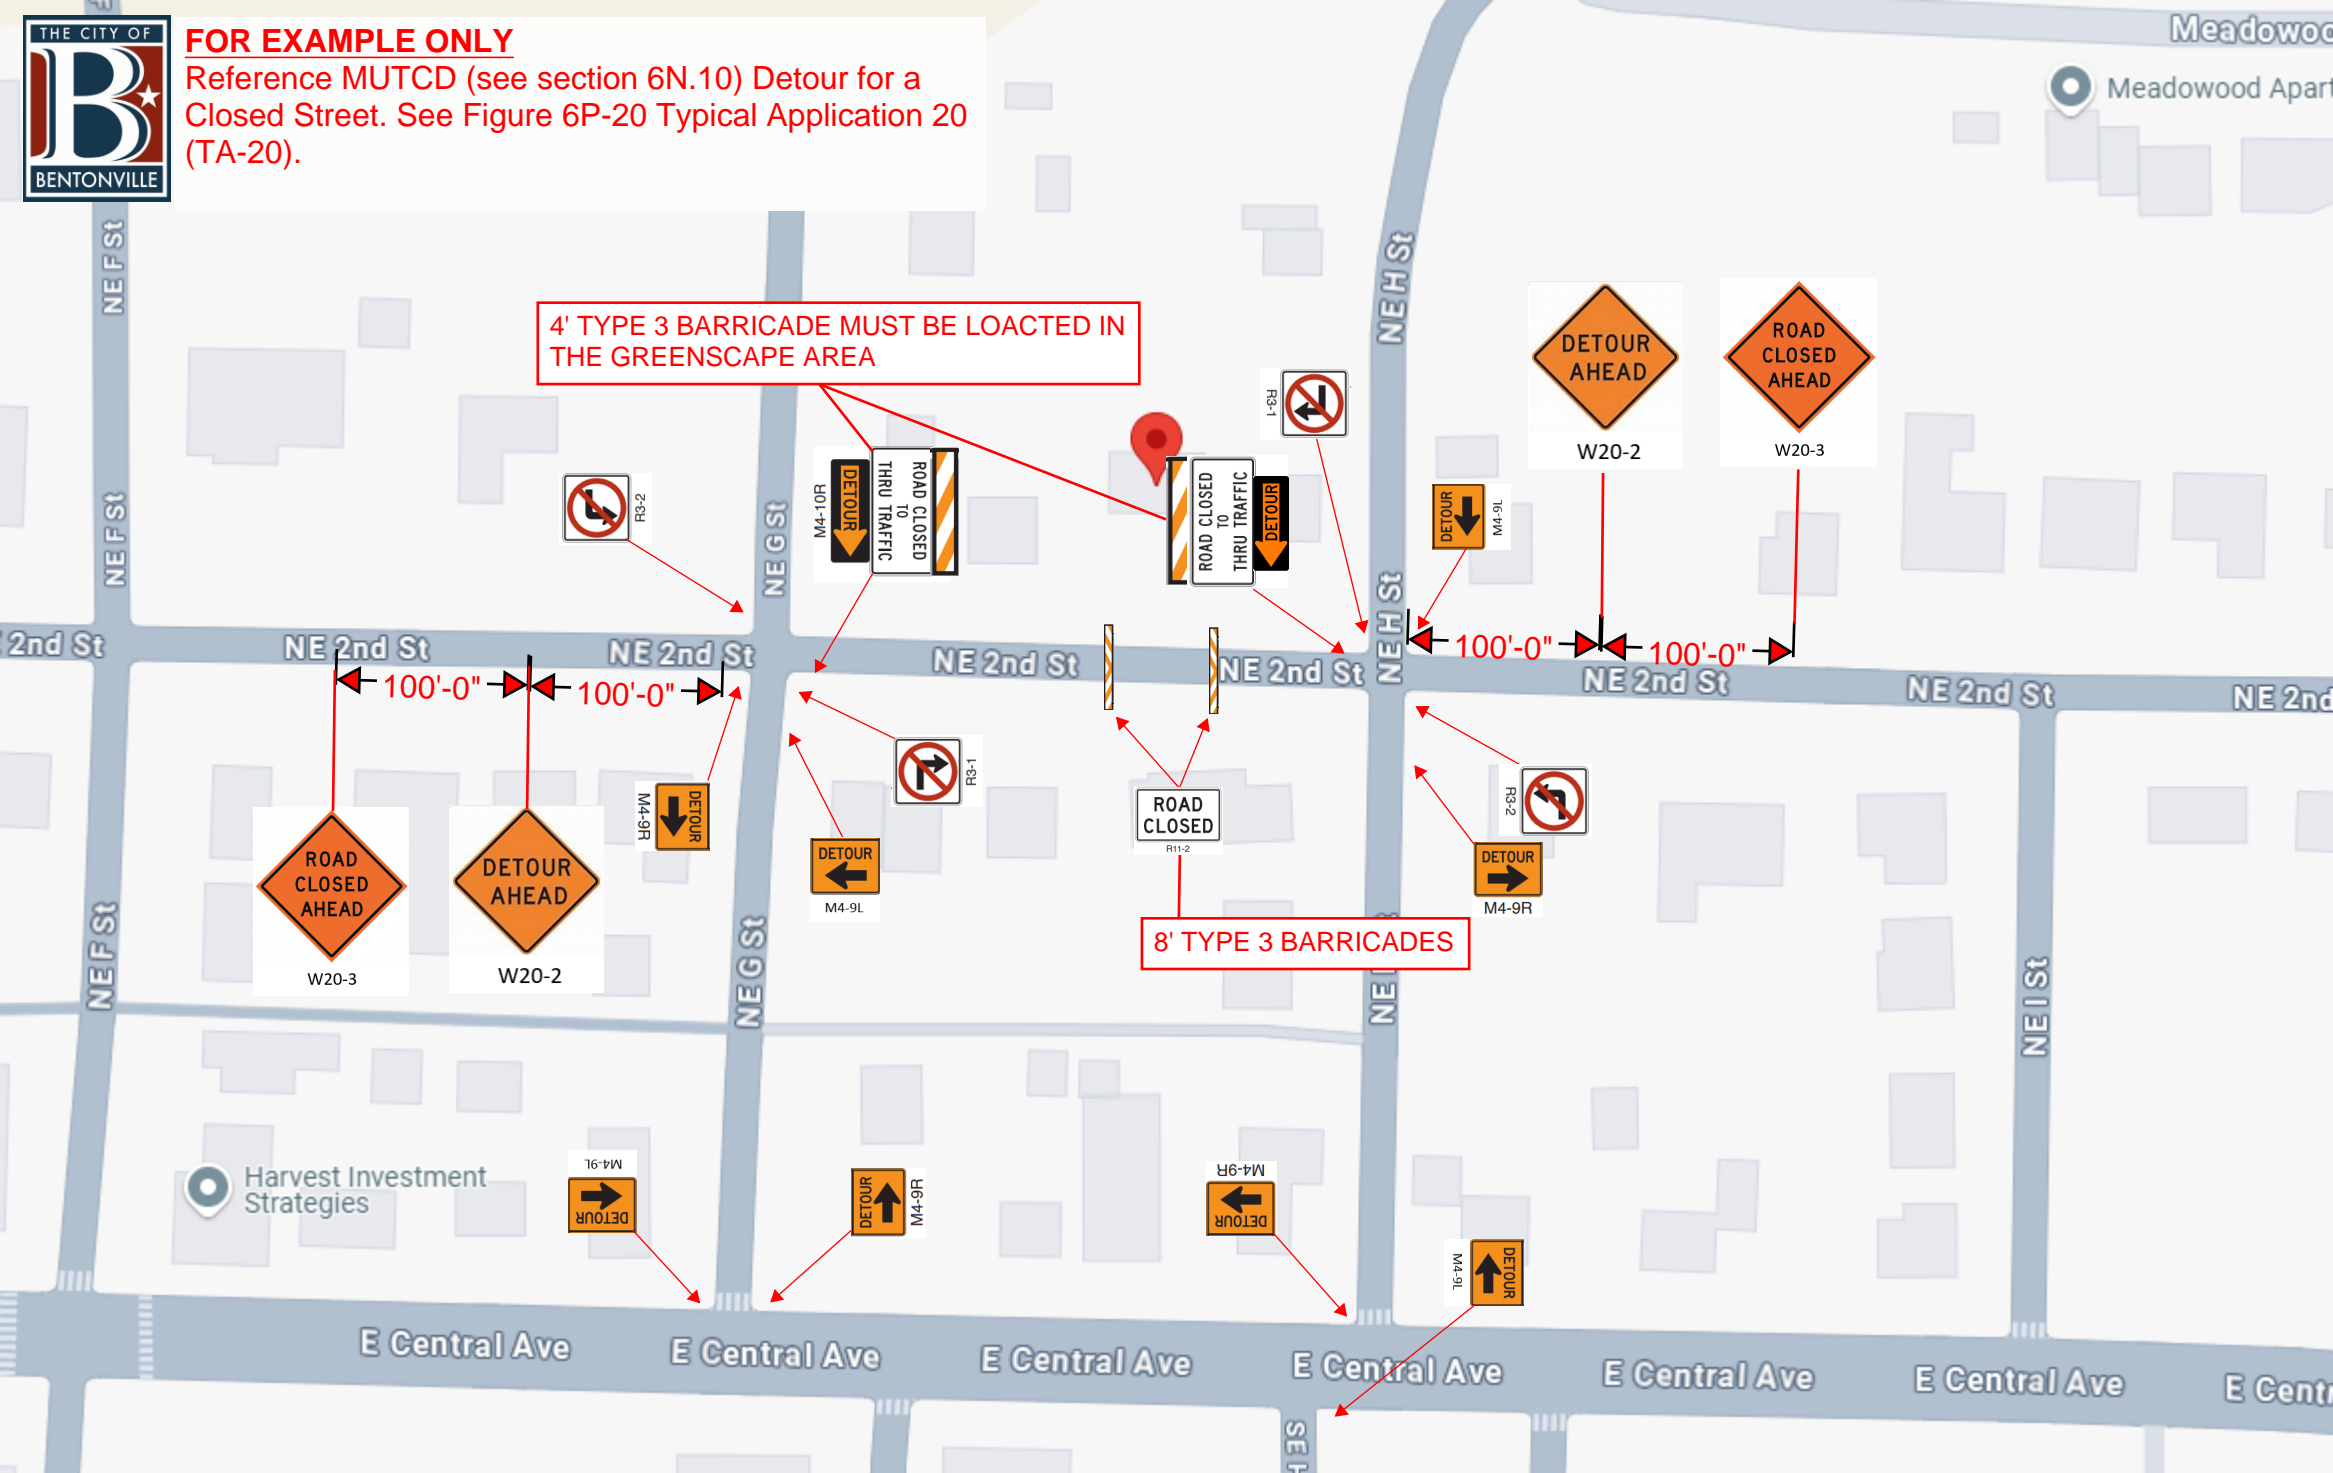 THE CITY OF
B
BENTONVILLE
FOR EXAMPLE ONLY
Reference MUTCD (see section 6N.10) Detour for a
Closed Street. See Figure 6P-20 Typical Application 20
(TA-20).
Meadowood
Meadowood Apart
NE F St
NE H St
4' TYPE 3 BARRICADE MUST BE LOACTED IN
THE GREENSCAPE AREA
DETOUR
AHEAD
W20-2
ROAD
CLOSED
AHEAD
W20-3
R3-1
R3-2
M4-10R
DETOUR
ROAD CLOSED
TO
THRU TRAFFIC
ROAD CLOSED
TO
THRU TRAFFIC
DETOUR
DETOUR
M4-9L
NE F St
NE G St
NE H St
2nd St
NE 2nd St
NE 2nd St
NE 2nd St
NE 2nd St
NE 2nd St
NE 2nd St
NE 2nd
100'-0"
100'-0"
100'-0"
100'-0"
M4-9R
DETOUR
R3-1
DETOUR
M4-9L
ROAD
CLOSED
R11-2
R3-2
DETOUR
M4-9R
ROAD
CLOSED
AHEAD
W20-3
DETOUR
AHEAD
W20-2
8' TYPE 3 BARRICADES
NE F St
NE G St
NE
NE I St
Harvest Investment
Strategies
M4-9L
DETOUR
DETOUR
M4-9R
M4-9R
DETOUR
M4-9L
DETOUR
E Central Ave
E Central Ave
E Central Ave
E Central Ave
E Central Ave
E Central Ave
E Centr
SE H